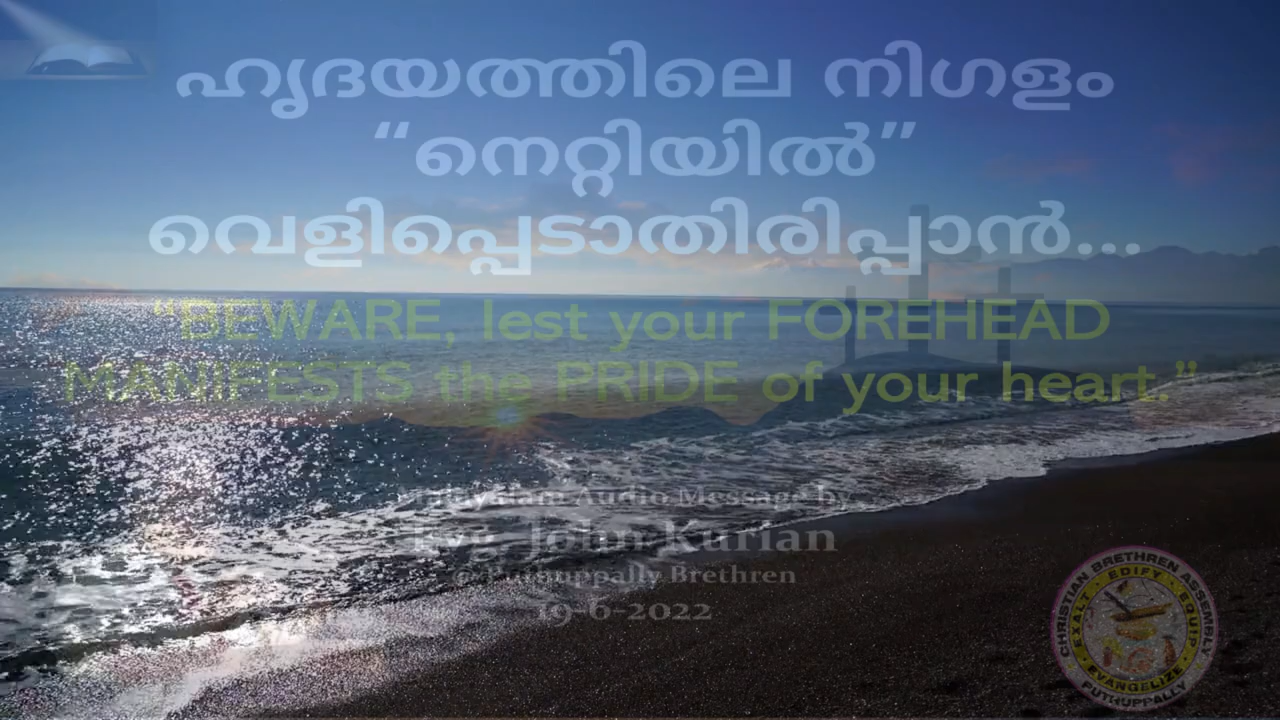 ഹൃദയത്തിലെ നിഗളം
“നെറ്റിയിൽ”
വെളിപ്പെടാതിരിപ്പാൻ...
“BEWARE, lest your FOREHEAD
MANIFESTS the PRIDE of your heart.”
Malayalam Audio Message by
Evg. John Kurian
@ Puthuppally Brethren
19-6-2022
CHRISTIAN BRETHREN ASSEMBLY
EXALT EDIFY EQUIP
EVANGELIZE
PUTHUPPALLY